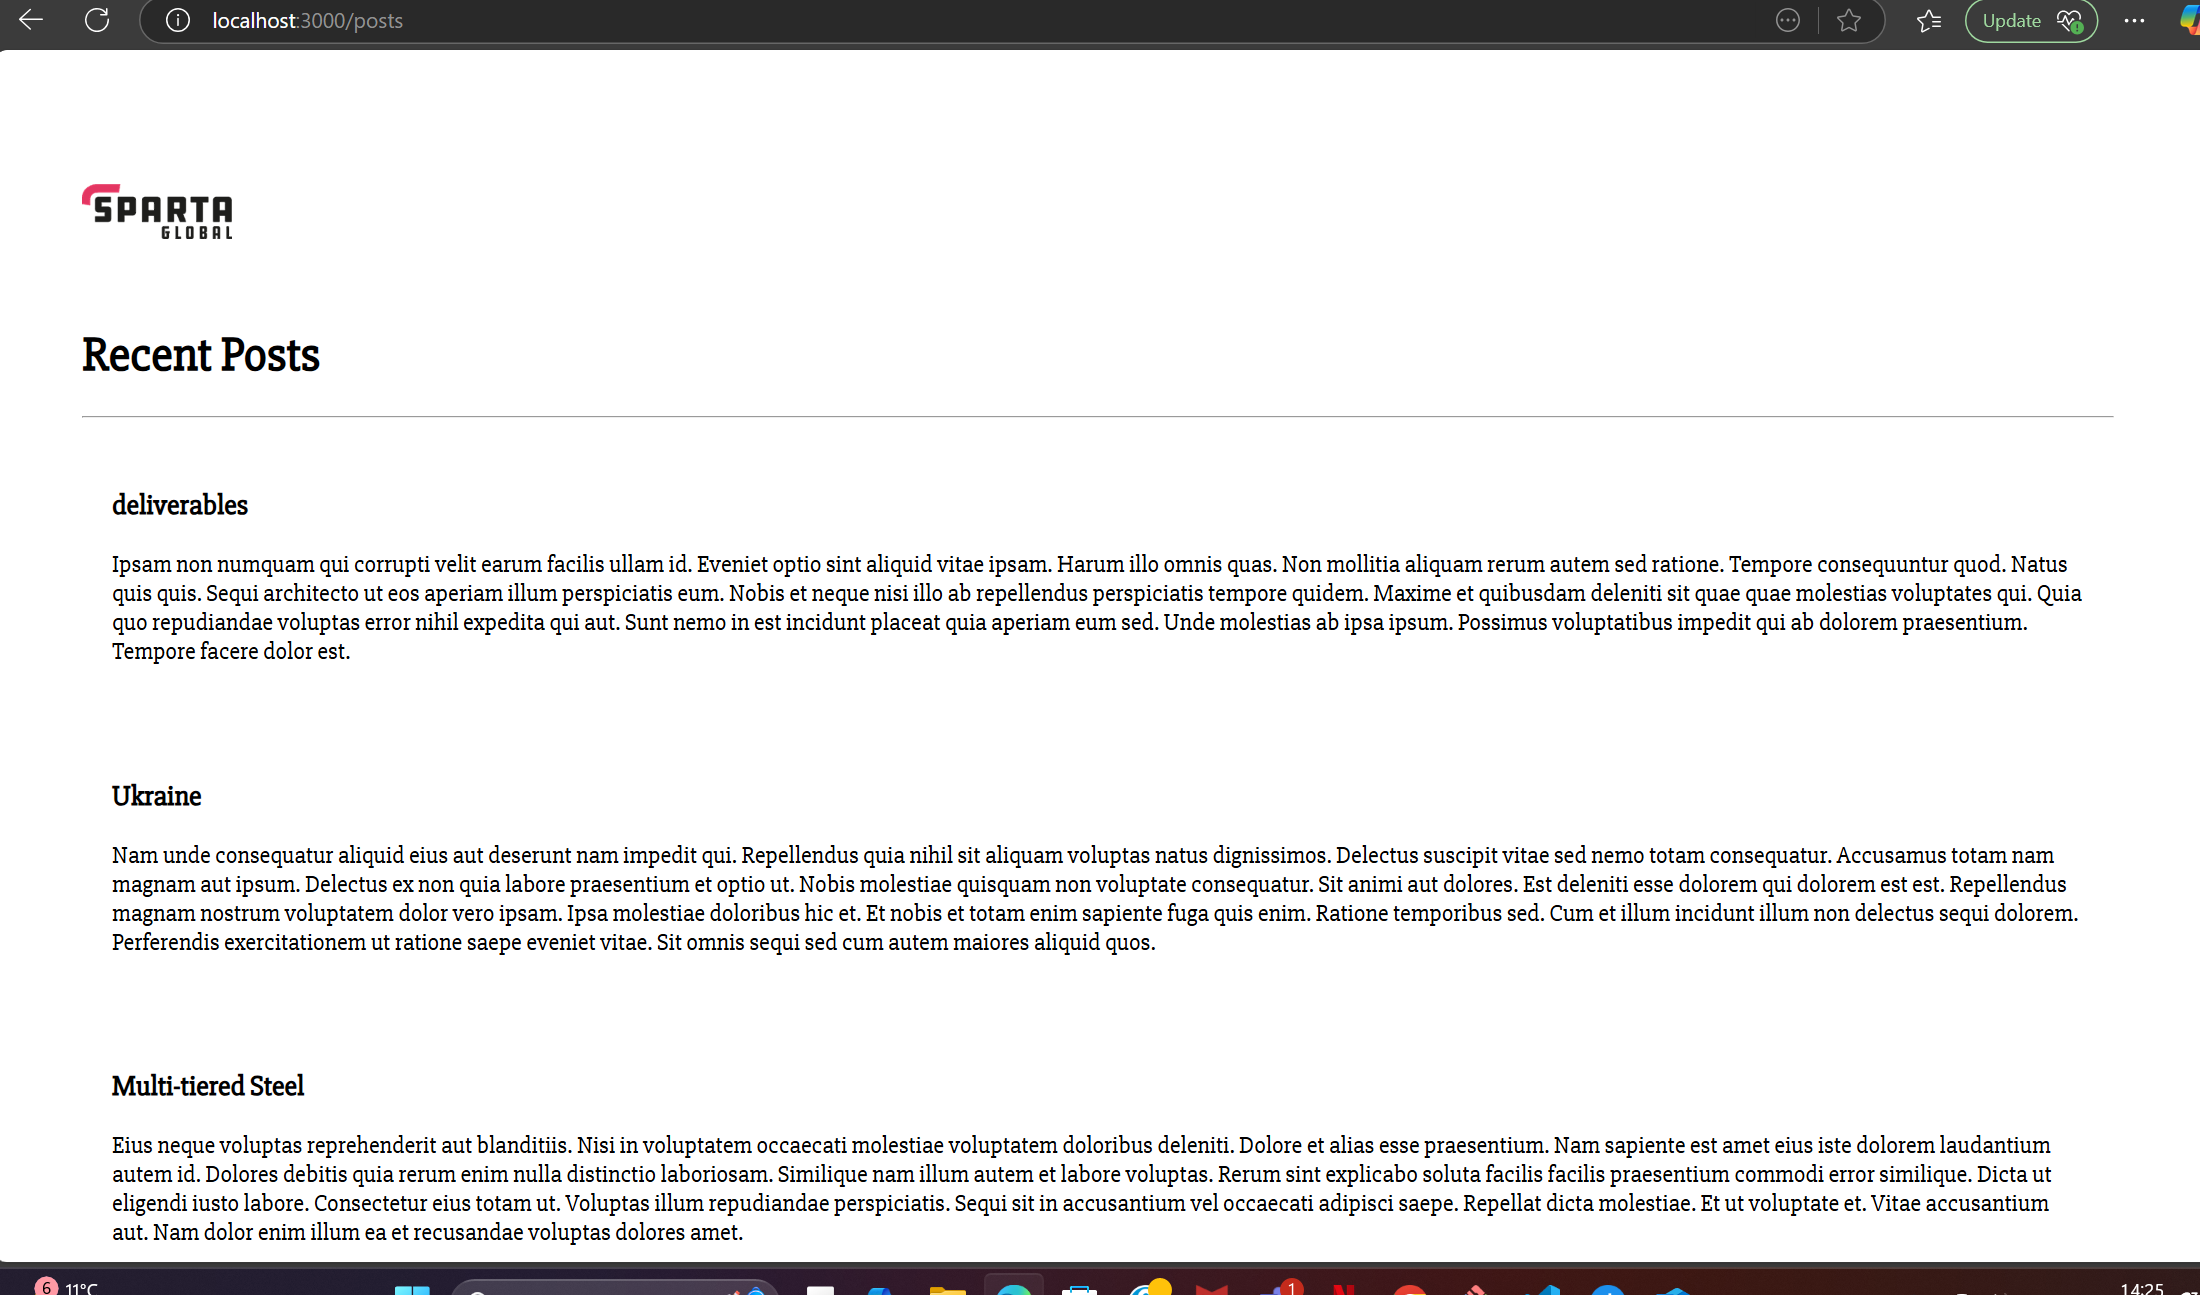 localhost:3000/posts
Update
SPARTA
GLOBAL
Recent Posts
deliverables
Ipsam non numquam qui corrupti velit earum facilis ullam id. Eveniet optio sint aliquid vitae ipsam. Harum illo omnis quas. Non mollitia aliquam rerum autem sed ratione. Tempore consequuntur quod. Natus
quis quis. Sequi architecto ut eos aperiam illum perspiciatis eum. Nobis et neque nisi illo ab repellendus perspiciatis tempore quidem. Maxime et quibusdam deleniti sit quae quae molestias voluptates qui. Quia
quo repudiandae voluptas error nihil expedita qui aut. Sunt nemo in est incidunt placeat quia aperiam eum sed. Unde molestias ab ipsa ipsum. Possimus voluptatibus impedit qui ab dolorem praesentium.
Tempore facere dolor est.
Ukraine
Nam unde consequatur aliquid eius aut deserunt nam impedit qui. Repellendus quia nihil sit aliquam voluptas natus dignissimos. Delectus suscipit vitae sed nemo totam consequatur. Accusamus totam nam
magnam aut ipsum. Delectus ex non quia labore praesentium et optio ut. Nobis molestiae quisquam non voluptate consequatur. Sit animi aut dolores. Est deleniti esse dolorem qui dolorem est est. Repellendus
magnam nostrum voluptatem dolor vero ipsam. Ipsa molestiae doloribus hic et. Et nobis et totam enim sapiente fuga quis enim. Ratione temporibus sed. Cum et illum incidunt illum non delectus sequi dolorem.
Perferendis exercitationem ut ratione saepe eveniet vitae. Sit omnis sequi sed cum autem maiores aliquid quos.
Multi-tiered Steel
Eius neque voluptas reprehenderit aut blanditiis. Nisi in voluptatem occaecati molestiae voluptatem doloribus deleniti. Dolore et alias esse praesentium. Nam sapiente est amet eius iste dolorem laudantium
autem id. Dolores debitis quia rerum enim nulla distinctio laboriosam. Similique nam illum autem et labore voluptas. Rerum sint explicabo soluta facilis facilis praesentium commodi error similique. Dicta ut
eligendi iusto labore. Consectetur eius totam ut. Voluptas illum repudiandae perspiciatis. Sequi sit in accusantium vel occaecati adipisci saepe. Repellat dicta molestiae. Et ut voluptate et. Vitae accusantium
aut. Nam dolor enim illum ea et recusandae voluptas dolores amet.
6 11°C
1
14:25